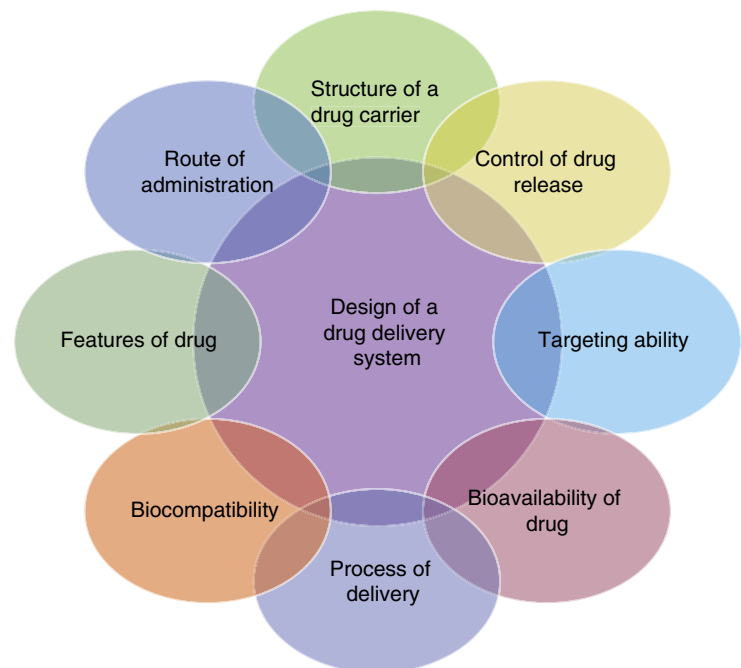 Structure of a
drug carrier
Route of
administration
Control of drug
release
Design of a
drug delivery
system
Features of drug
Targeting ability
Biocompatibility
Bioavailability of
drug
Process of
delivery